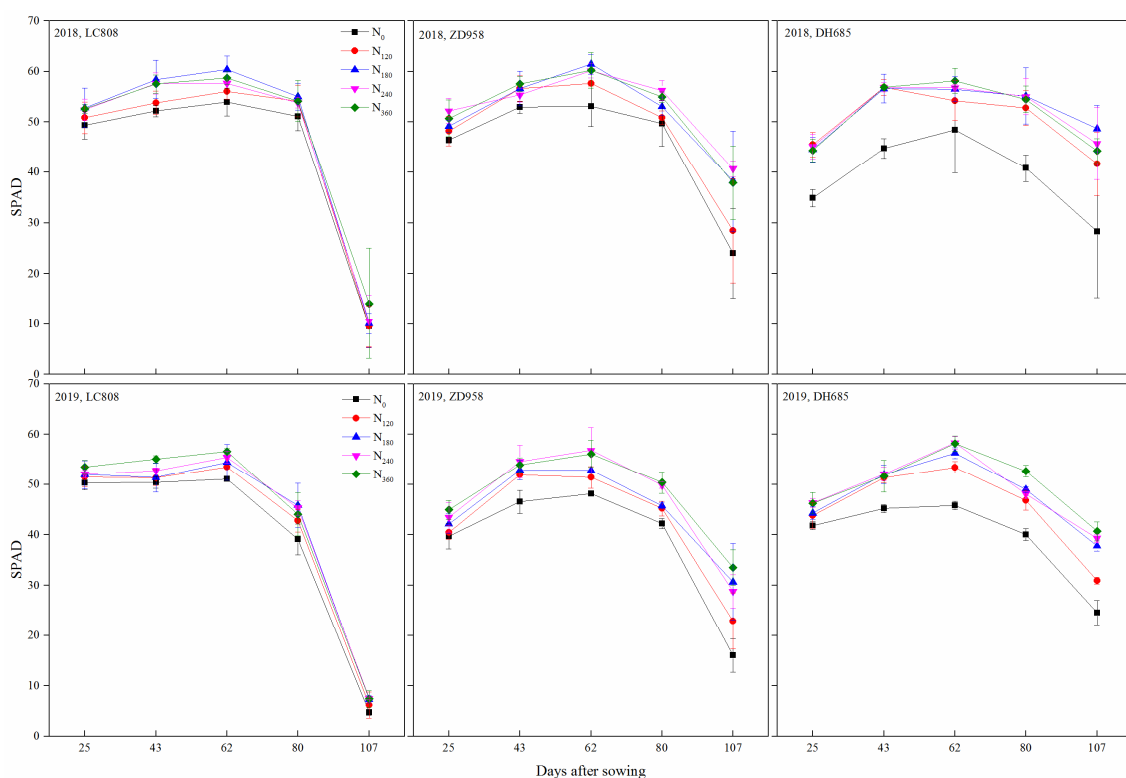 2018, LC808
2018, ZD958
2018, DH685
N0
N120
N180
N240
N360
70
60
50
40
30
20
10
0
SPAD
2019, LC808
2019, ZD958
2019, DH685
N0
N120
N180
N240
N360
70
60
50
40
30
20
10
0
SPAD
25 43 62 80 107 25 43 62 80 107 25 43 62 80 107
Days after sowing